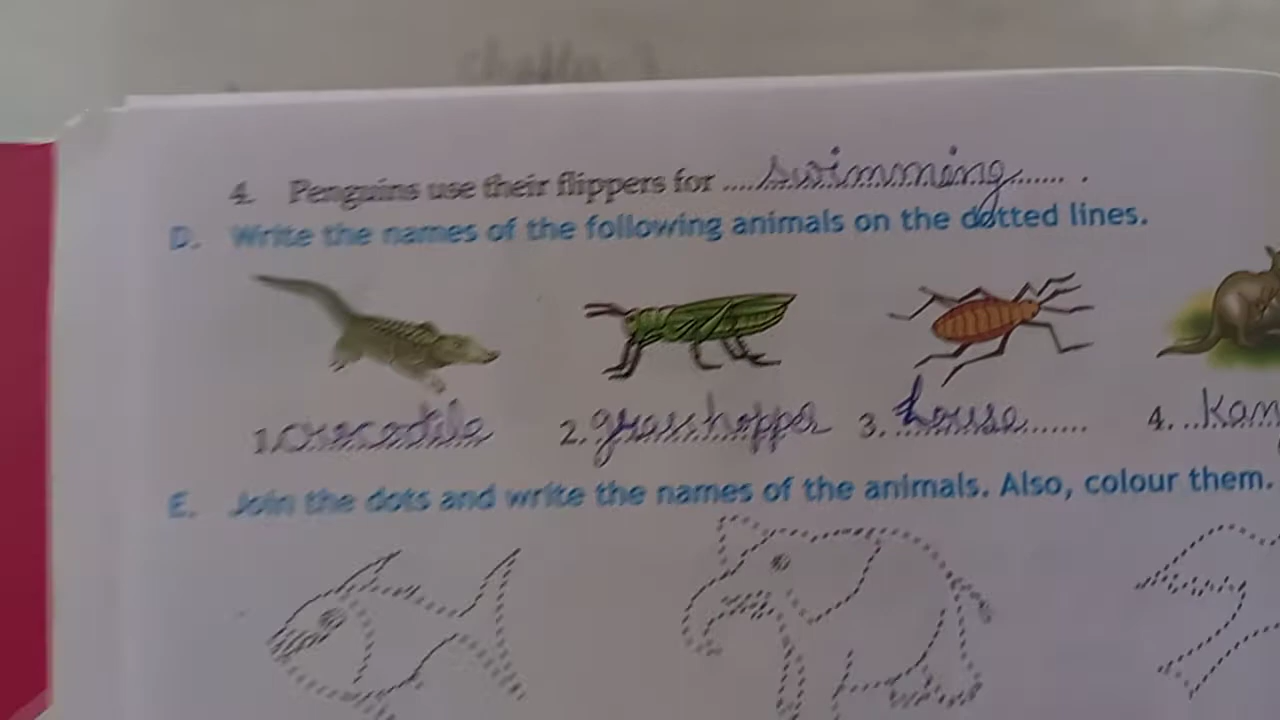 4. Penguins use their flippers for ....swimming...... .
D. Write the names of the following animals on the dotted lines.
1. crocodile 2. grasshopper 3. house....... 4. ..Kan
E. Join the dots and write the names of the animals. Also, colour them.